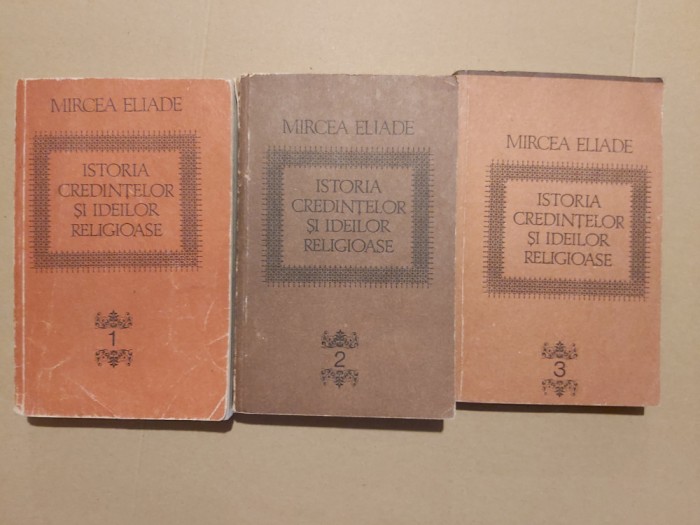 MIRCEA ELIADE
ISTORIA
CREDINȚELOR
ȘI IDEILOR
RELIGIOASE
1
MIRCEA ELIADE
ISTORIA
CREDINȚELOR
ȘI IDEILOR
RELIGIOASE
2
MIRCEA ELIADE
ISTORIA
CREDINȚELOR
ȘI IDEILOR
RELIGIOASE
3